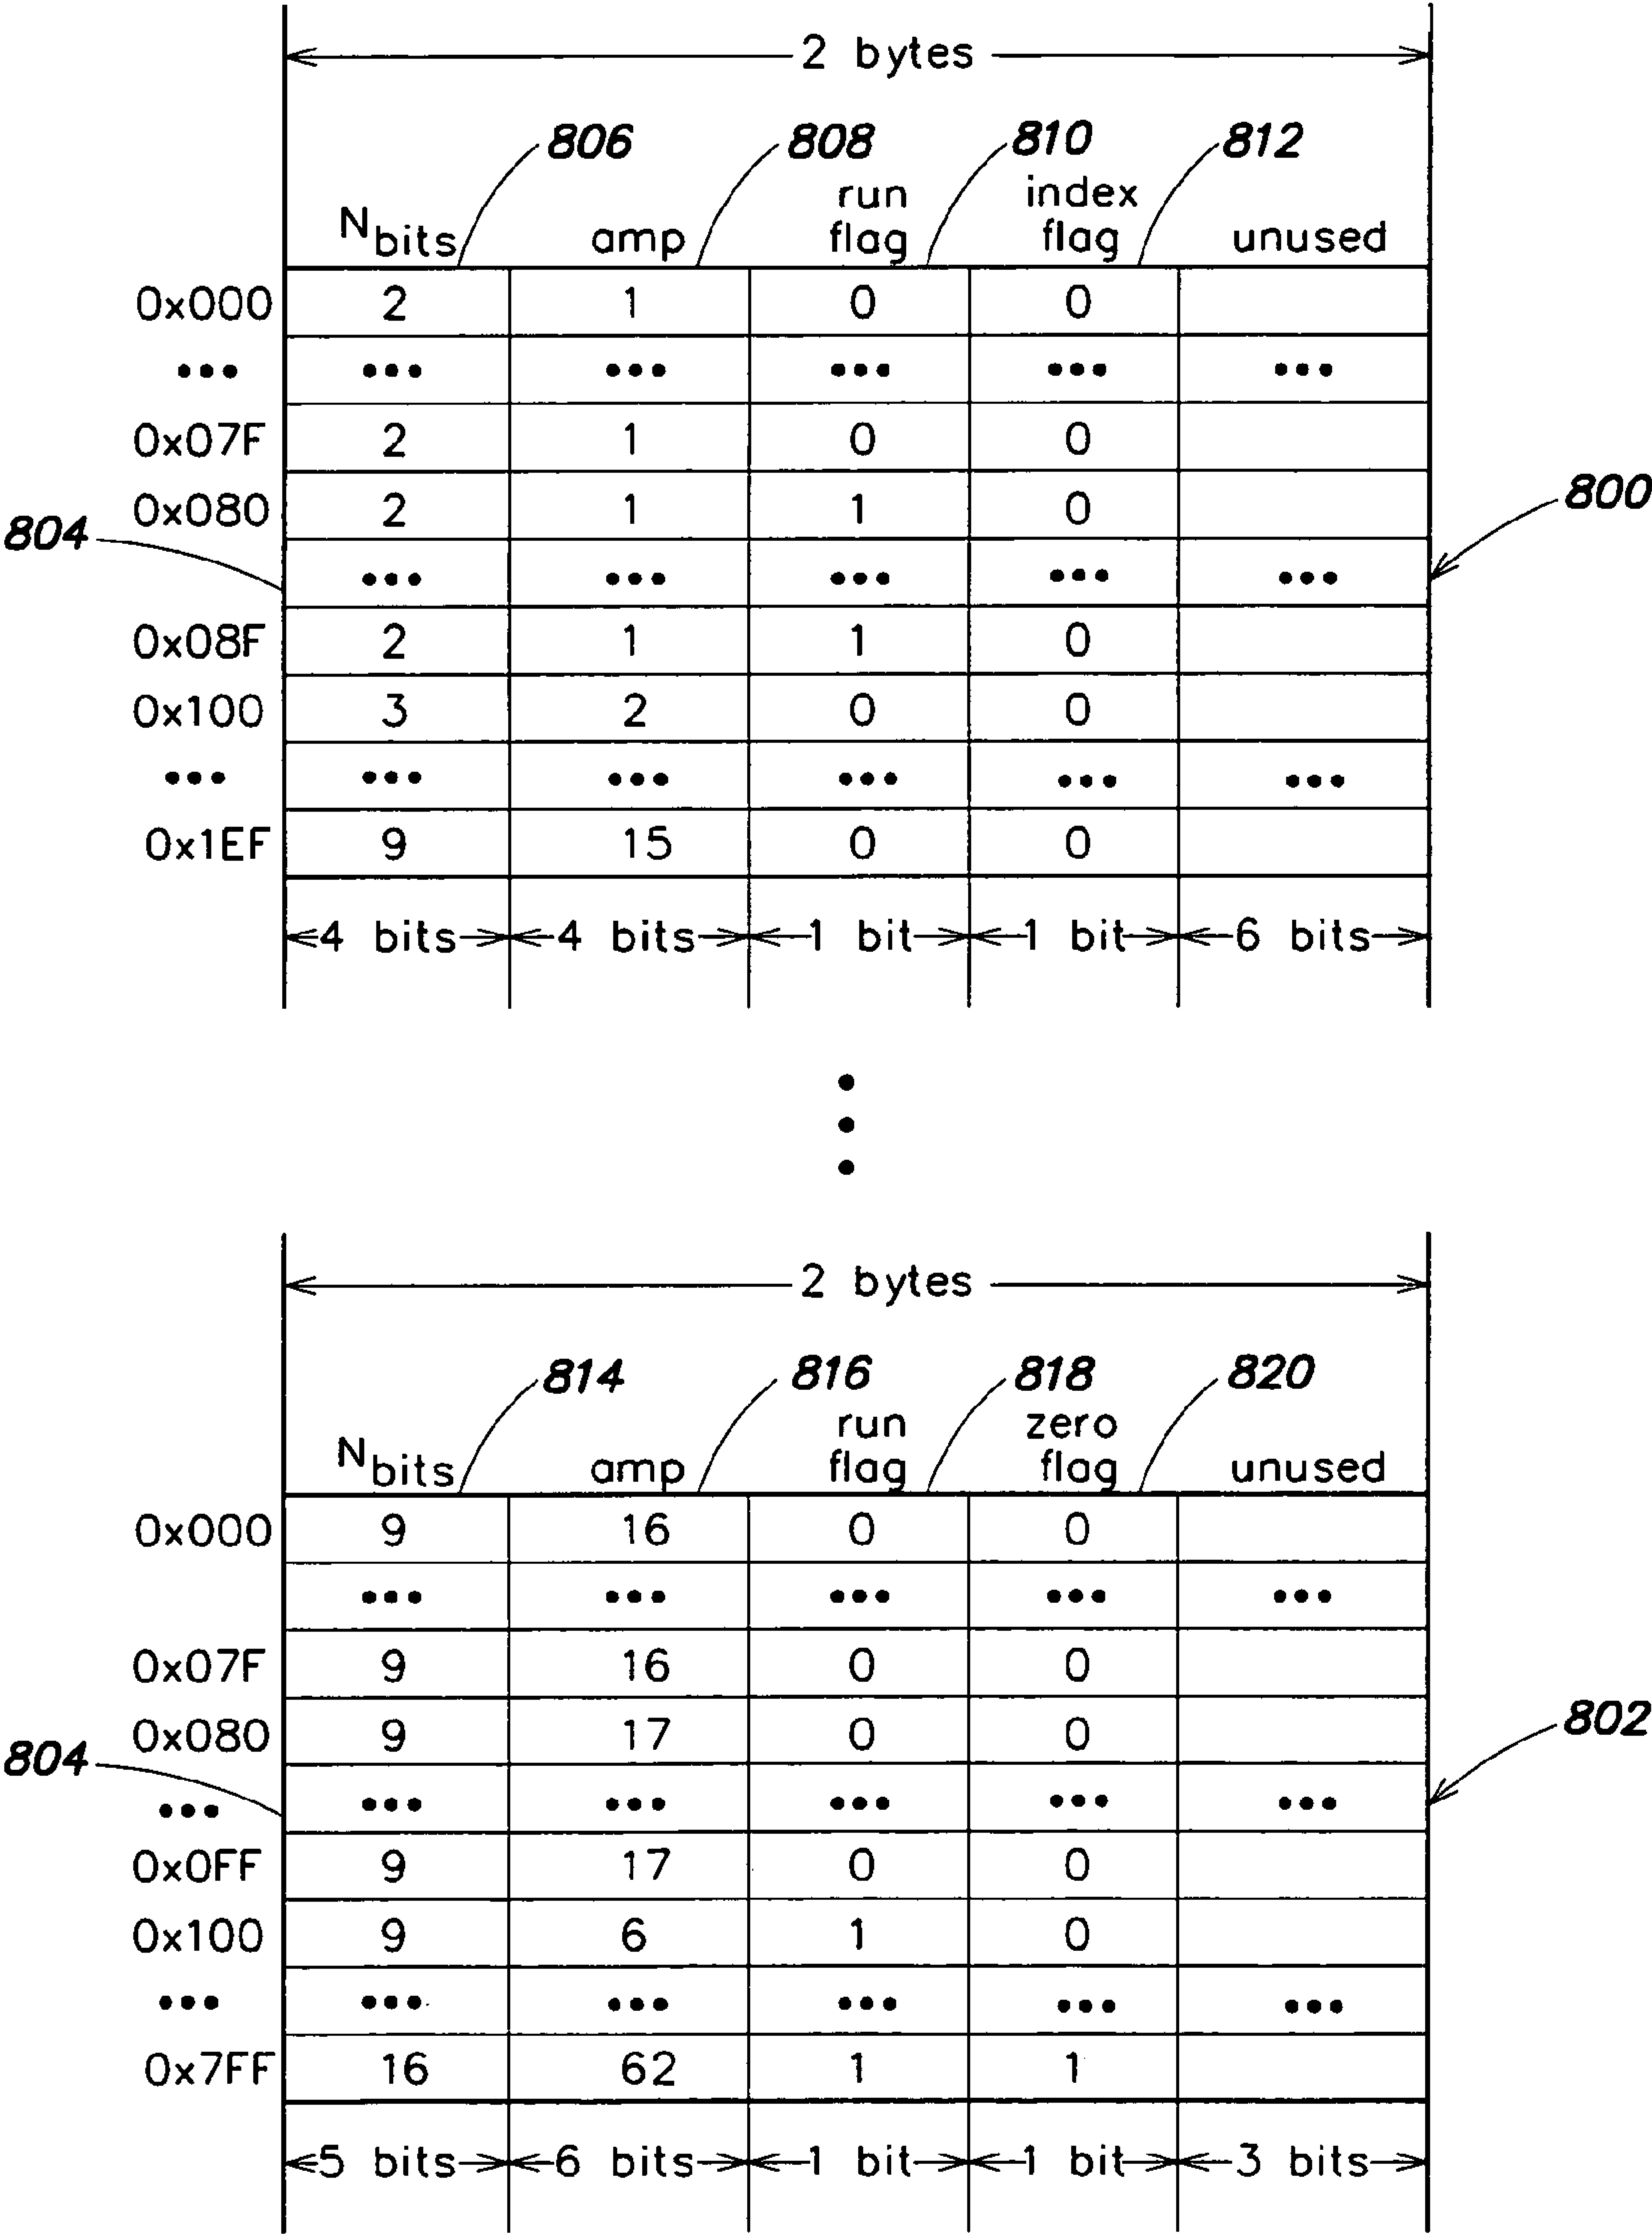 2 bytes
806 808 810 812
run index
Nbits amp flag flag unused
0x000 2 1 0 0
... ... ... ... ... ...
0x07F 2 1 0 0
0x080 2 1 1 0
800
804
... ... ... ... ...
0x08F 2 1 1 0
0x100 3 2 0 0
... ... ... ... ... ...
0x1EF 9 15 0 0
4 bits 4 bits 1 bit 1 bit 6 bits
2 bytes
814 816 818 820
run zero
Nbits amp flag flag unused
0x000 9 16 0 0
... ... ... ... ...
0x07F 9 16 0 0
0x080 9 17 0 0
802
804
... ... ... ... ... ...
0x0FF 9 17 0 0
0x100 9 6 1 0
... ... ... ... ... ...
0x7FF 16 62 1 1
5 bits 6 bits 1 bit 1 bit 3 bits